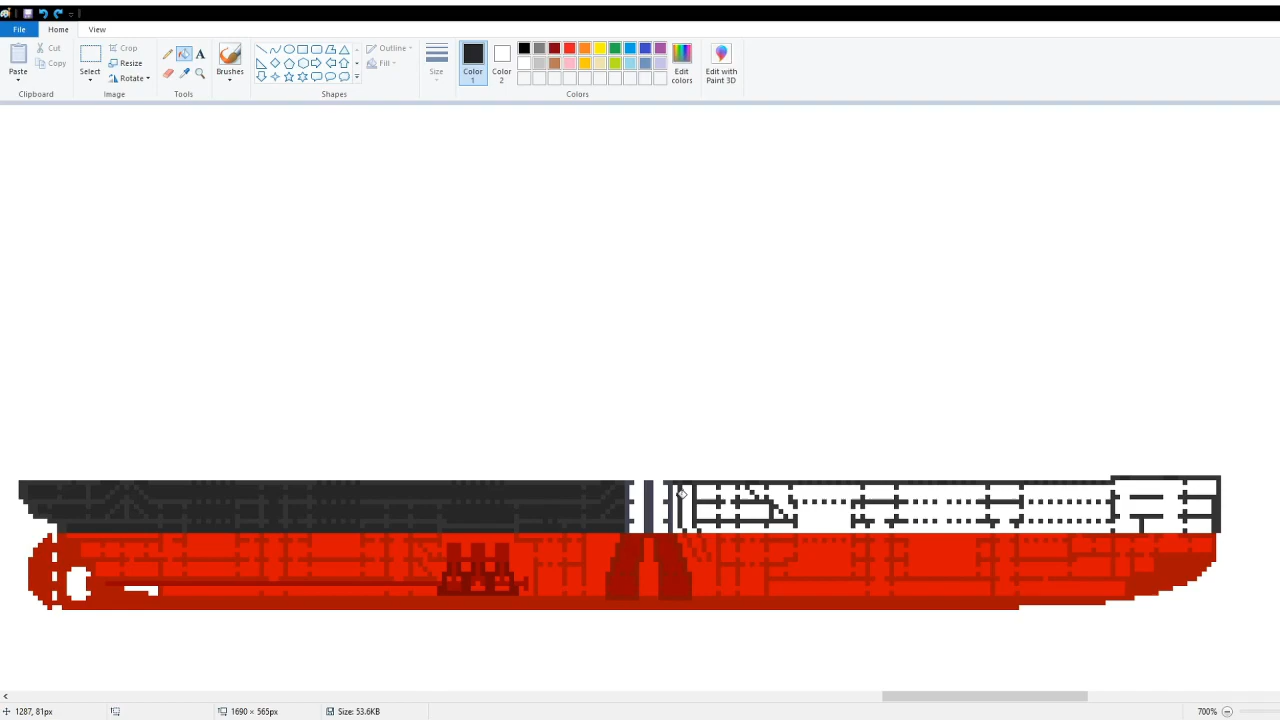 File Home View
Paste Cut Copy
Clipboard
Select Crop Resize Rotate
Image
Tools
Brushes
Shapes
Outline Fill
Size
Color 1
Color 2
Edit colors
Colors
Edit with Paint 3D
1287, 81px
1690 × 565px
Size: 53.6KB
700%